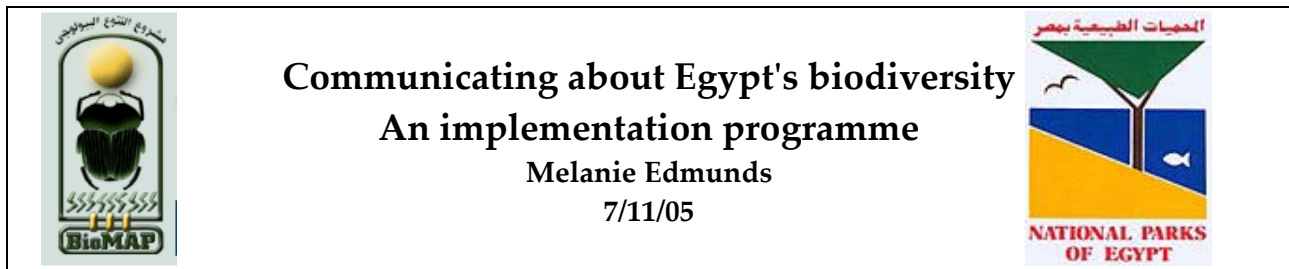 مشروع التنوع البيولوجى
BioMAP
Communicating about Egypt's biodiversity
An implementation programme
Melanie Edmunds
7/11/05
المحميات الطبيعية بمصر
NATIONAL PARKS
OF EGYPT